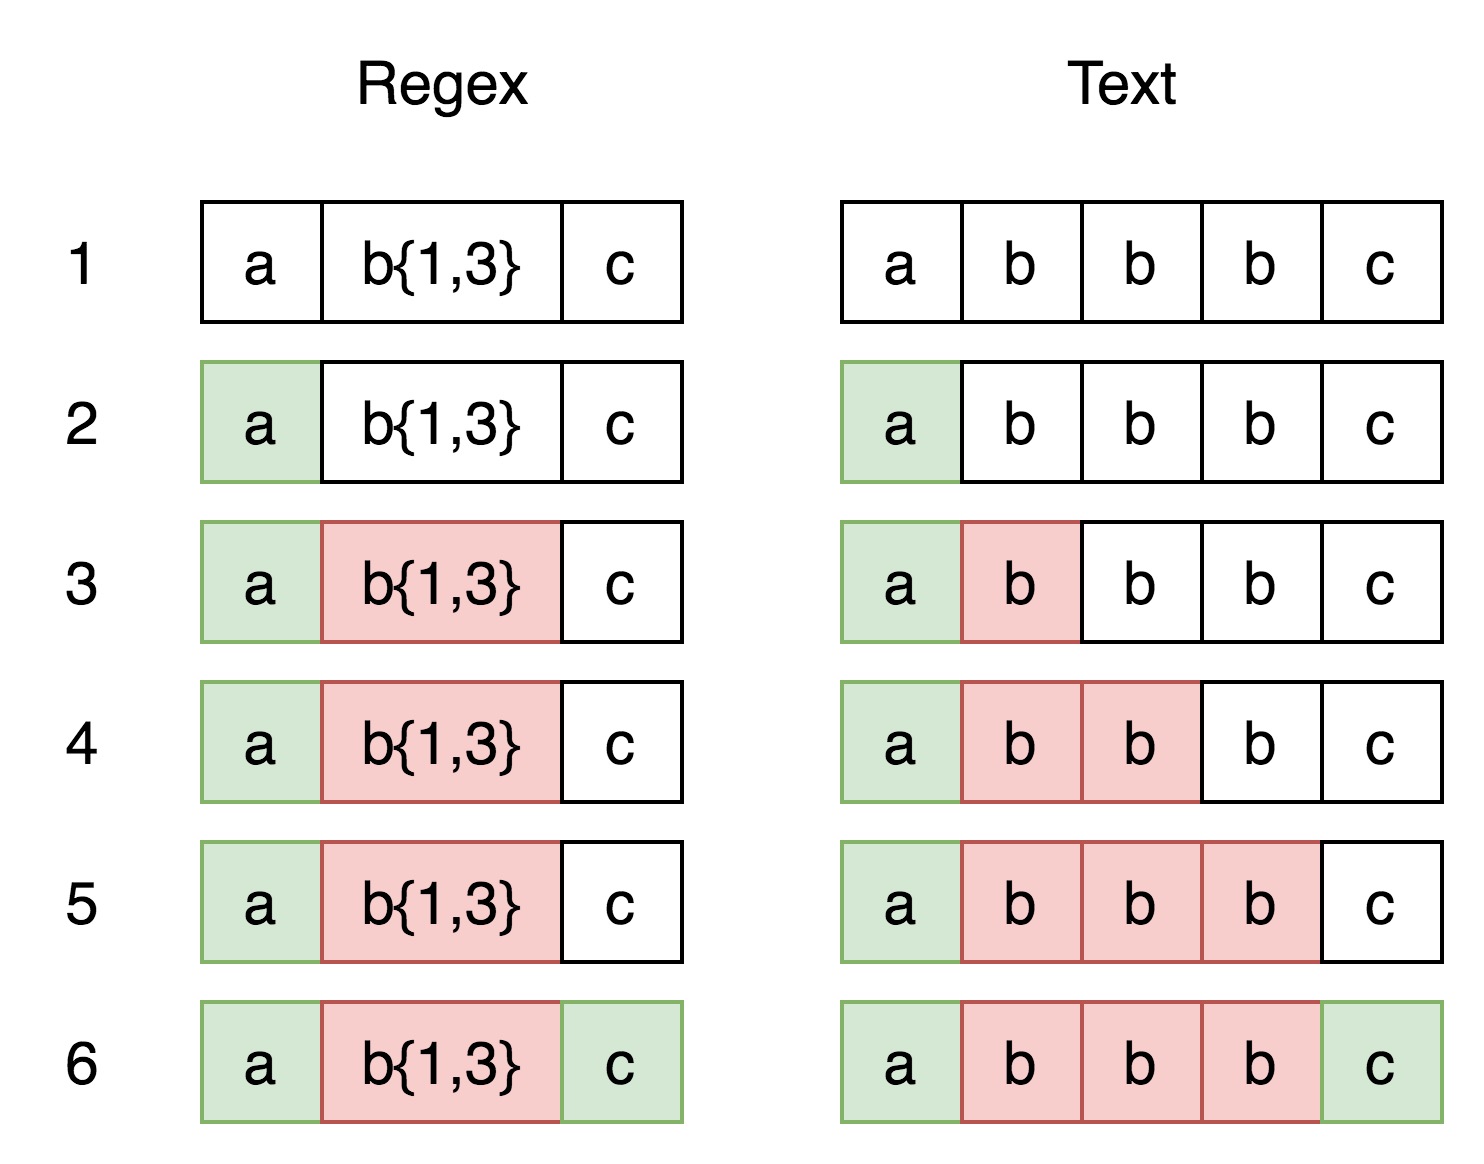 Regex Text
1 a b{1,3} c a b b b c
2 a b{1,3} c a b b b c
3 a b{1,3} c a b b b c
4 a b{1,3} c a b b b c
5 a b{1,3} c a b b b c
6 a b{1,3} c a b b b c